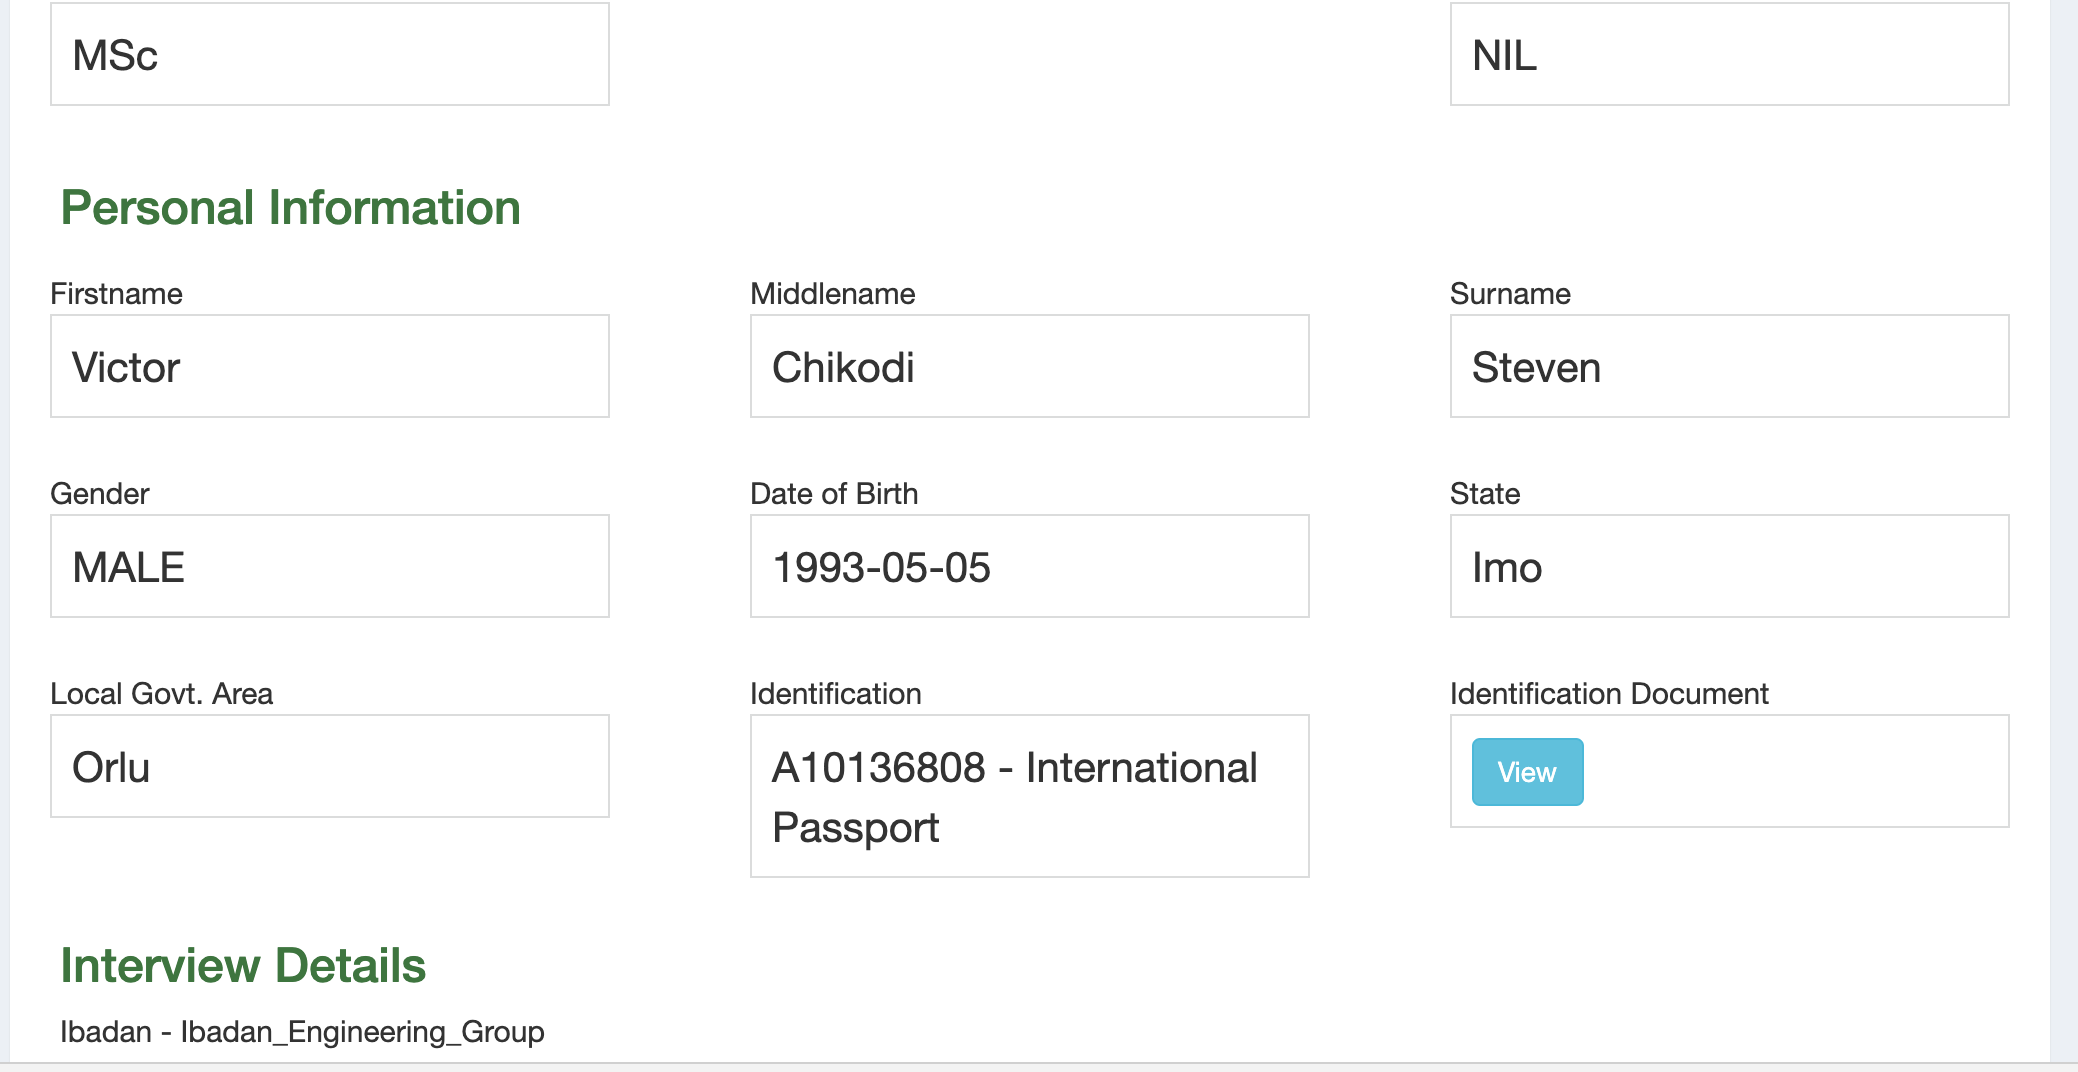 MSc
NIL
Personal Information
Firstname
Middlename
Surname
Victor
Chikodi
Steven
Gender
Date of Birth
State
MALE
1993-05-05
Imo
Local Govt. Area
Identification
Identification Document
Orlu
A10136808 - International
Passport
View
Interview Details
Ibadan - Ibadan_Engineering_Group